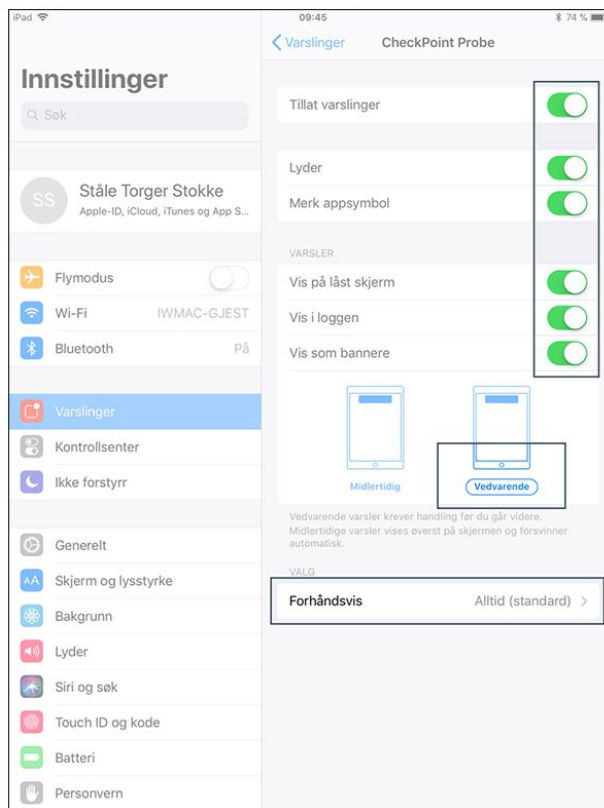 iPad
09:45
74 %
Varslinger
CheckPoint Probe
Innstillinger
Søk
SS
Ståle Torger Stokke
Apple-ID, iCloud, iTunes og App S...
Flymodus
Wi-Fi
IWMAC-GJEST
Bluetooth
På
Varslinger
Kontrollsenter
Ikke forstyrr
Generelt
AA
Skjerm og lysstyrke
Bakgrunn
Lyder
Siri og søk
Touch ID og kode
Batteri
Personvern
Tillat varslinger
Lyder
Merk appsymbol
VARSLER
Vis på låst skjerm
Vis i loggen
Vis som bannere
Midlertidig
Vedvarende
Vedvarende varsler krever handling før du går videre.
Midlertidige varsler vises øverst på skjermen og forsvinner
automatisk.
VALG
Forhåndsvis
Alltid (standard)